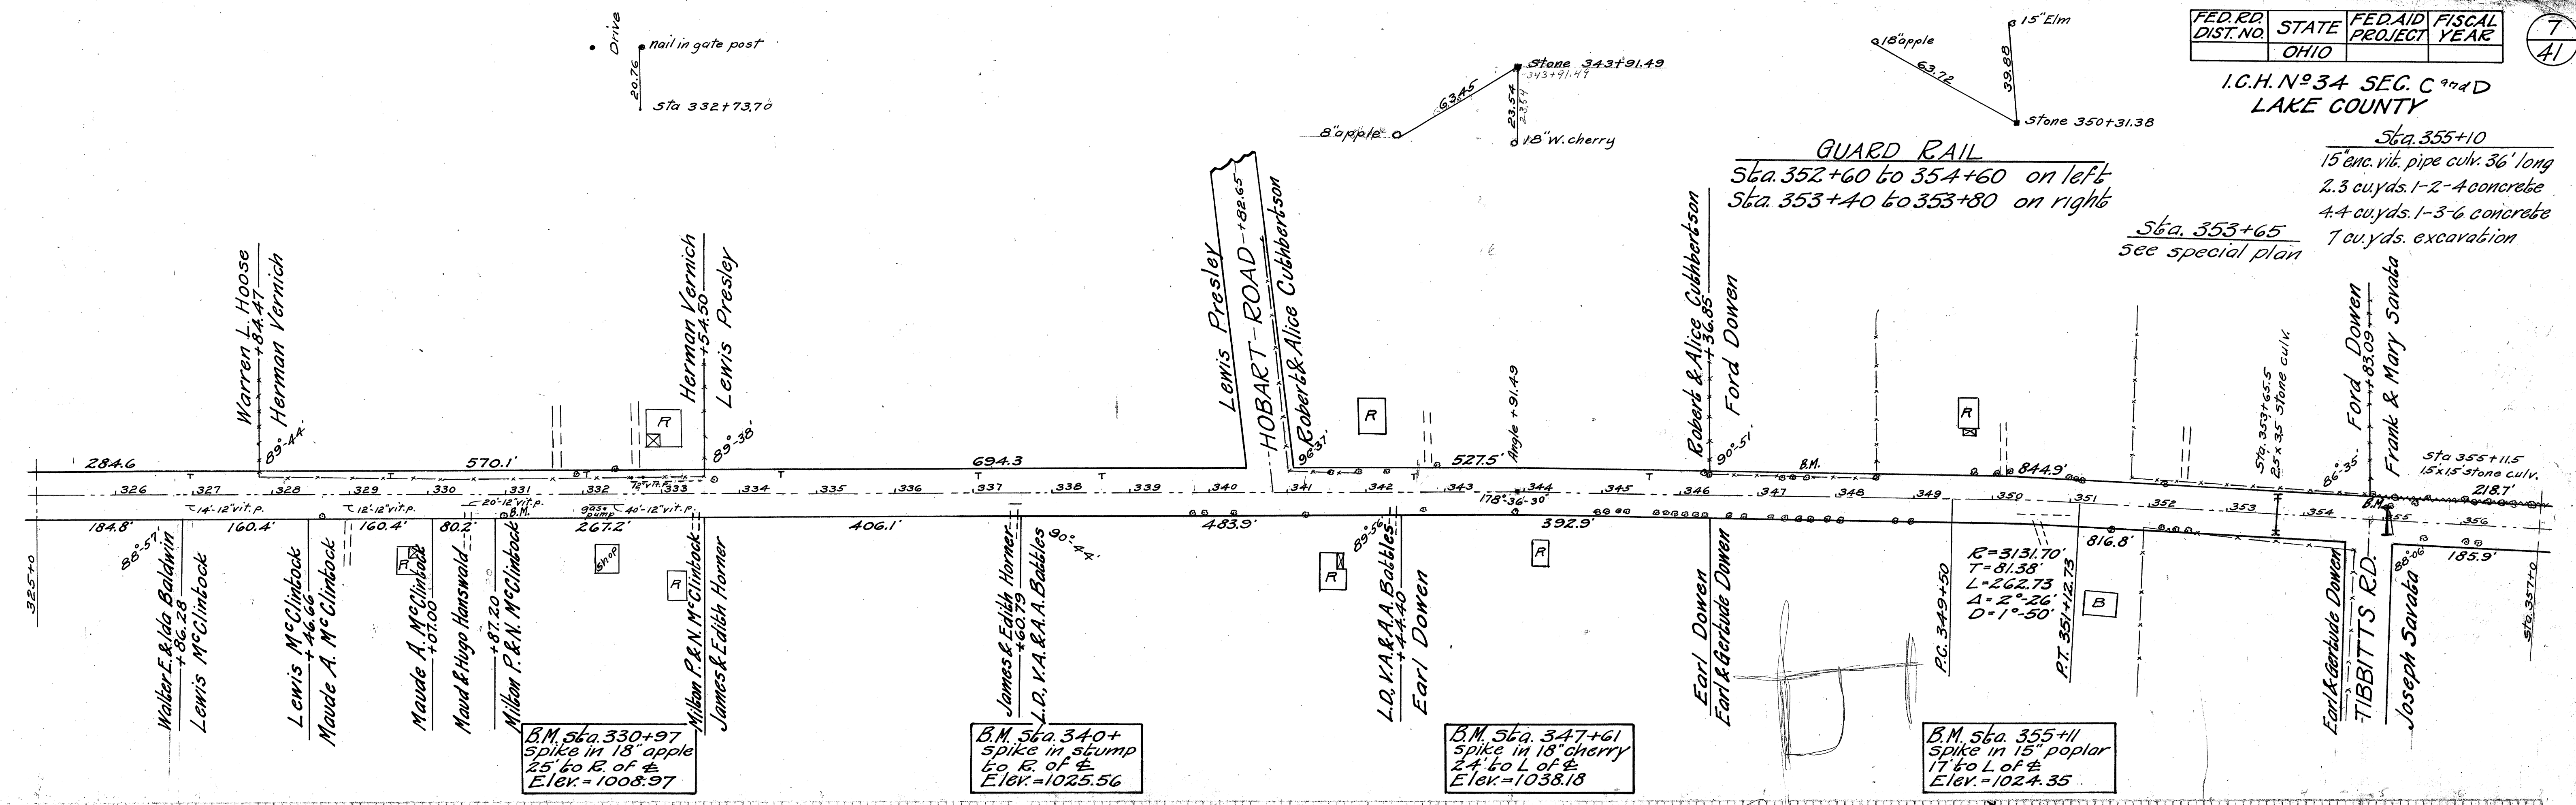 Drive
nail in gate post
20.76
Sta 332+73.70
Stone 343+91.49
343+91.49
63.45
23.54
23.54
8"apple
18"W. cherry
18"apple
15"Elm
63.72
39.88
Stone 350+31.38
FED. RD. DIST. NO.
STATE
FED. AID PROJECT
FISCAL YEAR
OHIO
7
41
I.C.H. Nº 34 SEC. C and D
LAKE COUNTY
GUARD RAIL
Sta. 352+60 to 354+60 on left
Sta. 353+40 to 353+80 on right
Sta. 353+65
see special plan
Sta. 355+10
15"enc. vit. pipe culv. 36' long
2.3 cu.yds. 1-2-4 concrete
4.4 cu.yds. 1-3-6 concrete
7 cu.yds. excavation
Warren L. Hoose
+84.47
Herman Vernich
89°-44'
Herman Vernich
+54.50
Lewis Presley
89°-38'
Lewis Presley
HOBART-ROAD-+82.65
Robert & Alice Cuthbertson
96°37'
Angle +91.49
Robert & Alice Cuthbertson
+36.85
Ford Dowen
90°-51'
Sta. 353+65.5
2.5 x 3.5 stone culv.
Ford Dowen
+83.09
Frank & Mary Savata
86°-35'
Sta 355+11.5
1.5 x 1.5 stone culv.
R
R
R
284.6
570.1'
694.3
527.5'
B.M.
844.9'
218.7'
326 327 328 329 330 331 332 333 334 335 336 337 338 339 340 341 342 343 344 345 346 347 348 349 350 351 352 353 354 355 356
12"vit.p.
178°-36'-30"
14'-12"vit.p.
12'-12"vit.p.
20'-12"vit.p.
B.M.
gas pump
40'-12"vit.p.
B.M.
184.8'
160.4'
160.4'
80.2'
267.2'
406.1'
483.9'
392.9'
816.8'
185.9'
325+0
88°-57'
Walter E. & Ida Baldwin
+86.28
Lewis McClintock
Lewis McClintock
+46.66
Maude A. McClintock
R
Maude A. McClintock
+07.00
Maud & Hugo Hanswald
+87.20
Milton P. & N. McClintock
Shop
R
Milton P. & N. McClintock
James & Edith Horner
James & Edith Horner
+60.79
L.D., V.A. & A.A. Battles
90°-44'
R
89°-56'
L.D., V.A. & A.A. Battles
+44.40
Earl Dowen
R
Earl Dowen
Earl & Gertude Dowen
P.C. 349+50
R=3131.70'
T=81.38'
L=262.73
Δ=2°-26'
D=1°-50'
P.T. 351+12.73
B
Earl & Gertude Dowen
TIBBITTS RD.
88°-06'
Joseph Savata
Sta. 357+0
B.M. Sta. 330+97
spike in 18" apple
25' to R. of ℄
Elev. = 1008.97
B.M. Sta. 340+
spike in stump
to R. of ℄
Elev. = 1025.56
B.M. Sta. 347+61
spike in 18" cherry
24' to L of ℄
Elev. = 1038.18
B.M. Sta. 355+11
spike in 15" poplar
17' to L of ℄
Elev. = 1024.35